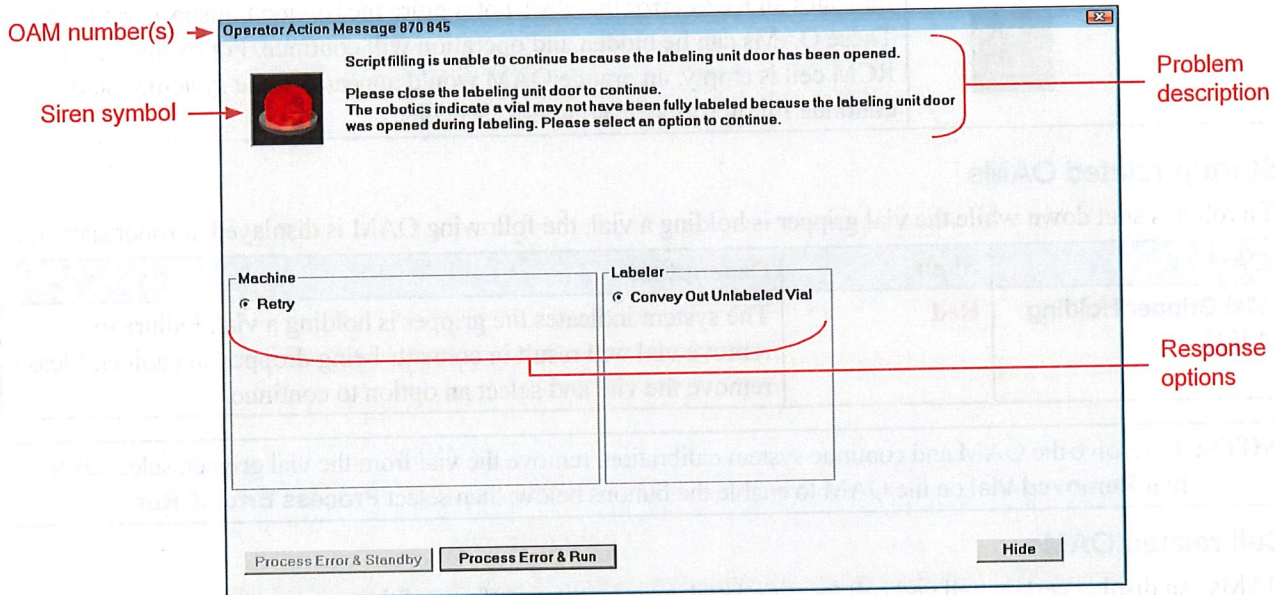 OAM number(s)
Operator Action Message 870 845
Script filling is unable to continue because the labeling unit door has been opened.
Please close the labeling unit door to continue.
The robotics indicate a vial may not have been fully labeled because the labeling unit door
was opened during labeling. Please select an option to continue.
Siren symbol
Problem
description
Machine
Retry
Labeler
Convey Out Unlabeled Vial
Response
options
Process Error & Standby
Process Error & Run
Hide